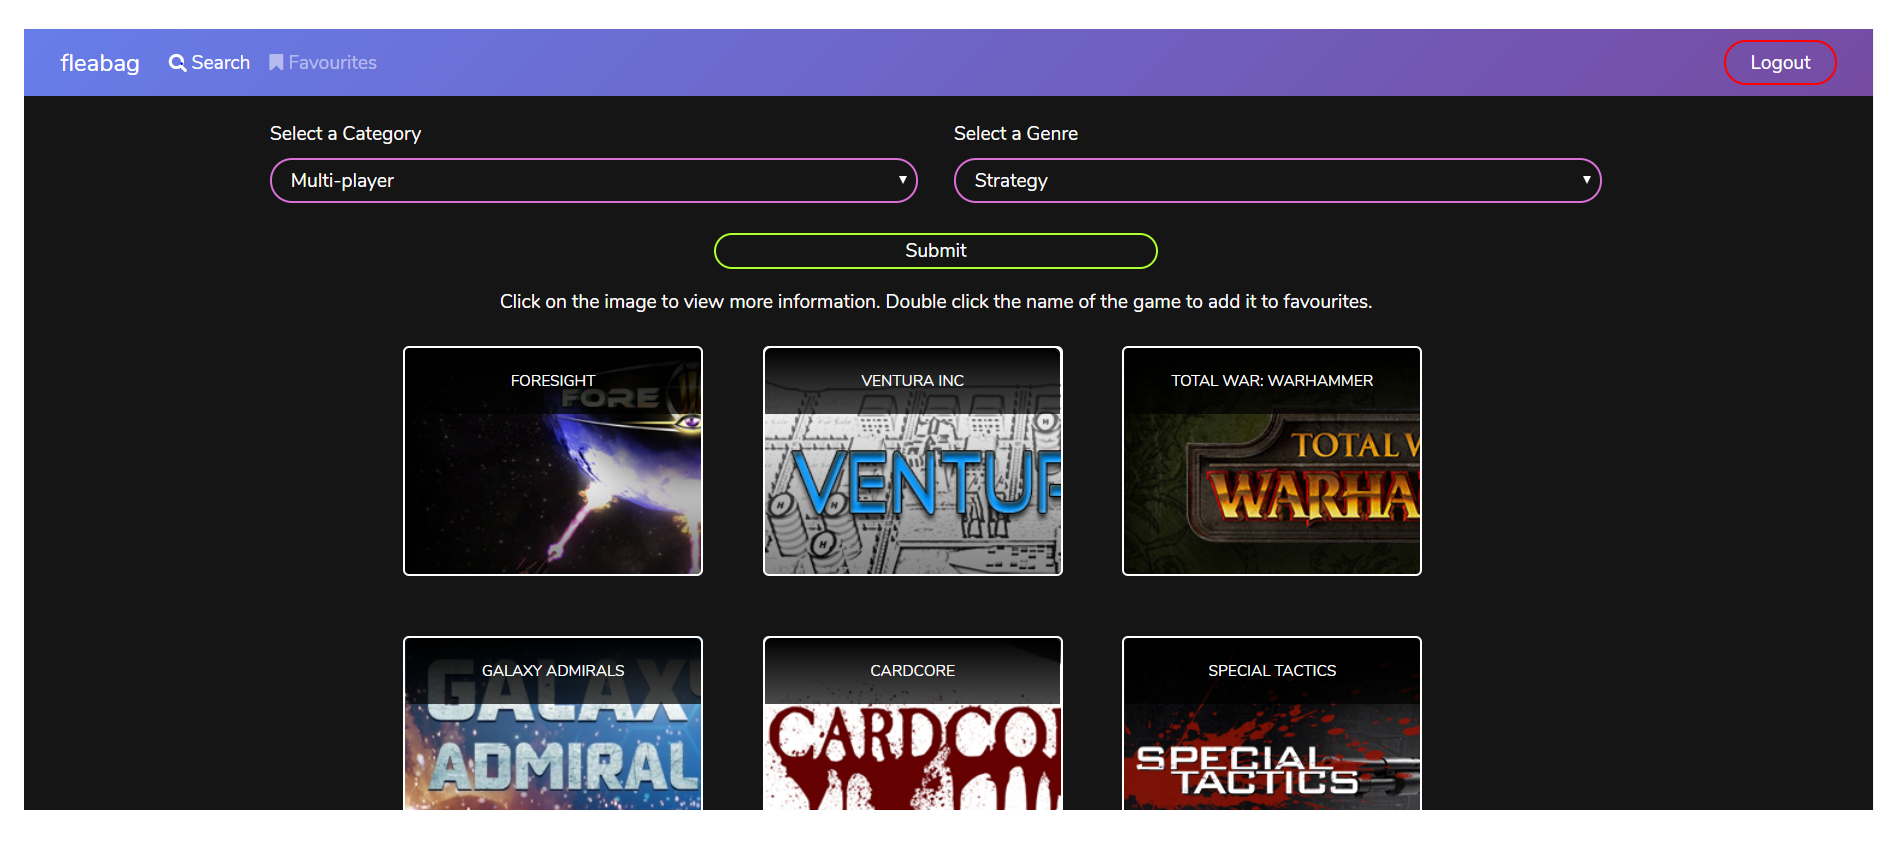 fleabag Search Favourites Logout
Select a Category Select a Genre
Multi-player Strategy
Submit
Click on the image to view more information. Double click the name of the game to add it to favourites.
FORESIGHT VENTURA INC TOTAL WAR: WARHAMMER
FORE
TOTAL W
VENTUR WARHA
GALAXY ADMIRALS CARDCORE SPECIAL TACTICS
GALAXY
CARDCO
ADMIRAL SPECIAL
TACTICS